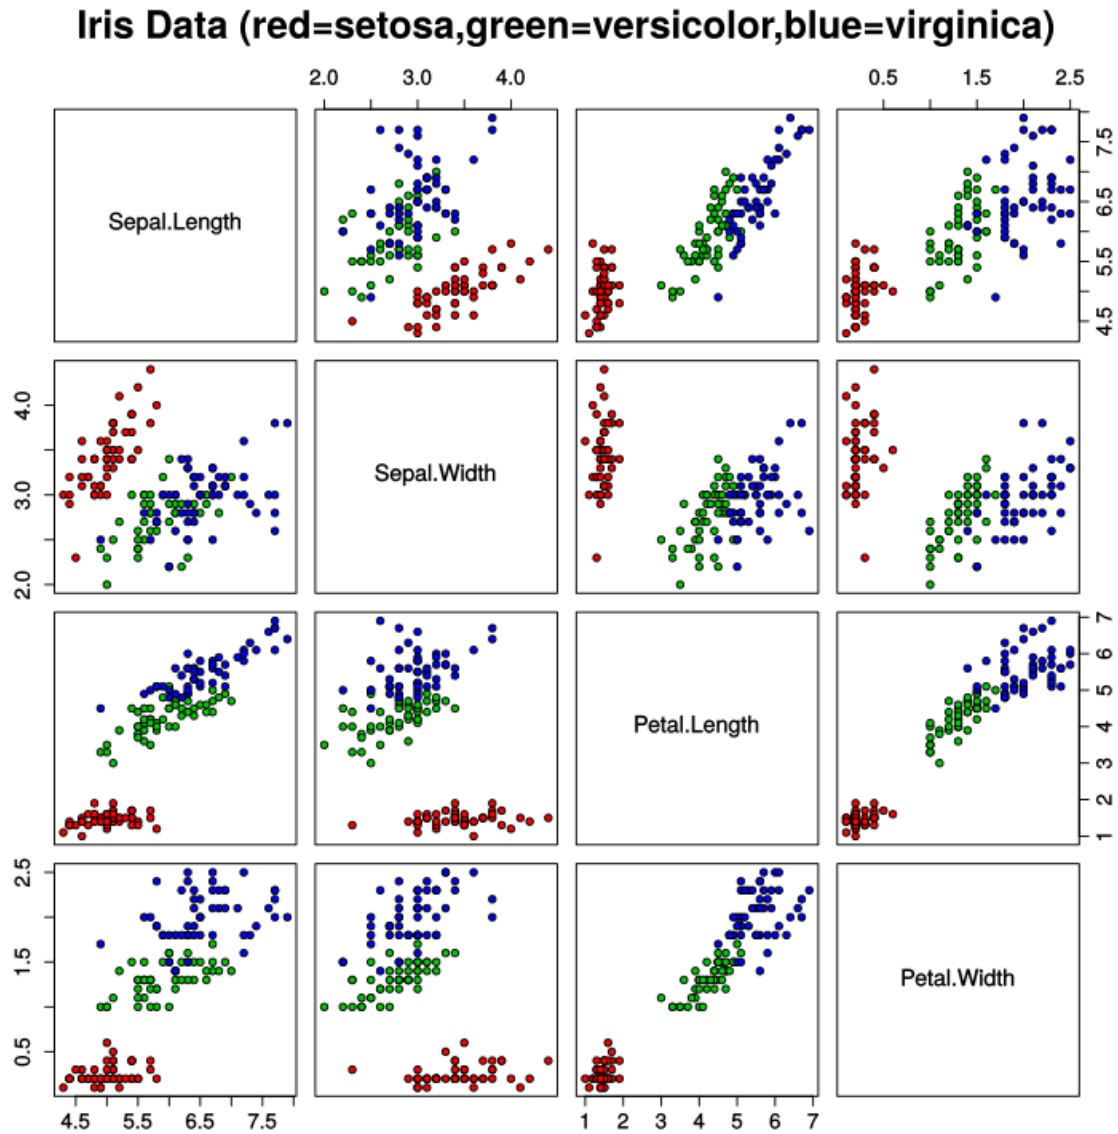 Iris Data (red=setosa,green=versicolor,blue=virginica)
2.0 3.0 4.0
0.5 1.5 2.5
Sepal.Length
4.5 5.5 6.5 7.5
2.0 3.0 4.0
Sepal.Width
Petal.Length
1 2 3 4 5 6 7
0.5 1.5 2.5
Petal.Width
4.5 5.5 6.5 7.5
1 2 3 4 5 6 7